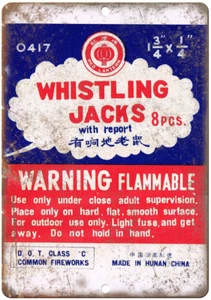 0417
1 3/4" x 1/4"
WHISTLING
JACKS 8 PCS.
with report
有响地老鼠
WARNING FLAMMABLE
Use only under close adult supervision.
Place only on hard, flat, smooth surface.
For outdoor use only. Light fuse, and get
away. Do not hold in hand.
D.O.T. CLASS "C"
COMMON FIREWORKS
MADE IN HUNAN CHINA